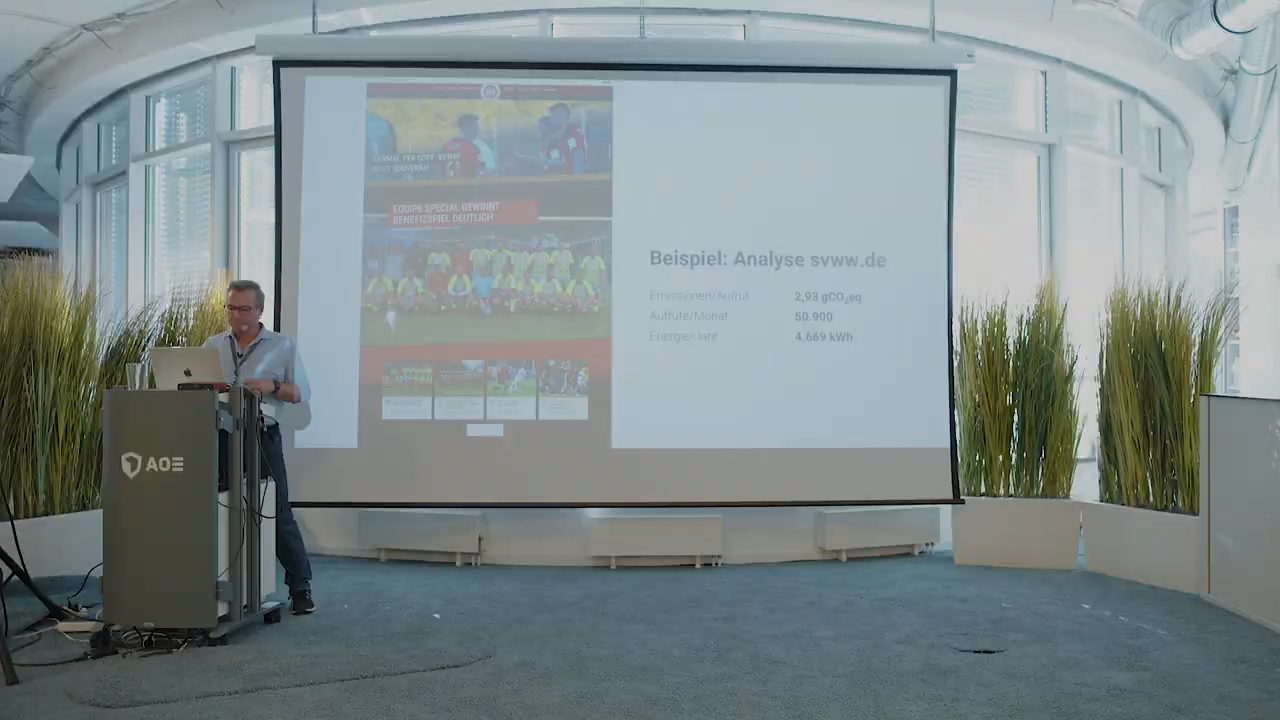 EQUIPE SPECIAL GEWINNT
BENEFIZSPIEL DEUTLICH
Beispiel: Analyse svww.de
Emissionen/Aufruf 2,93 gCO₂eq
Aufrufe/Monat 50.900
Energie/Jahr 4.669 kWh
AOE